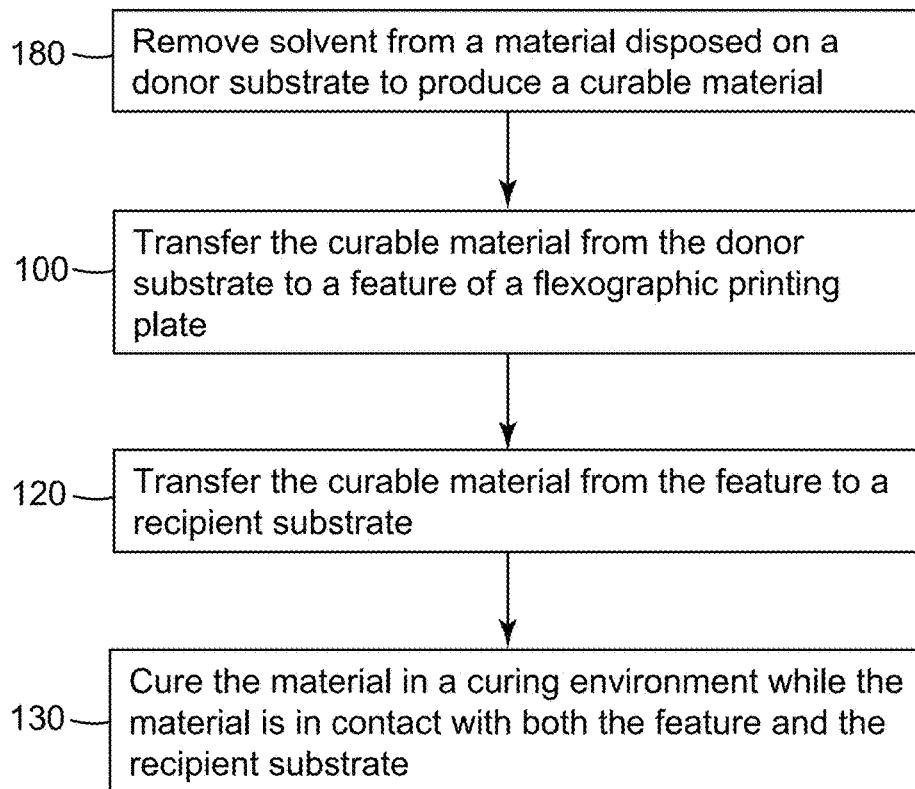 180
Remove solvent from a material disposed on a
donor substrate to produce a curable material
100
Transfer the curable material from the donor
substrate to a feature of a flexographic printing
plate
120
Transfer the curable material from the feature to a
recipient substrate
130
Cure the material in a curing environment while the
material is in contact with both the feature and the
recipient substrate